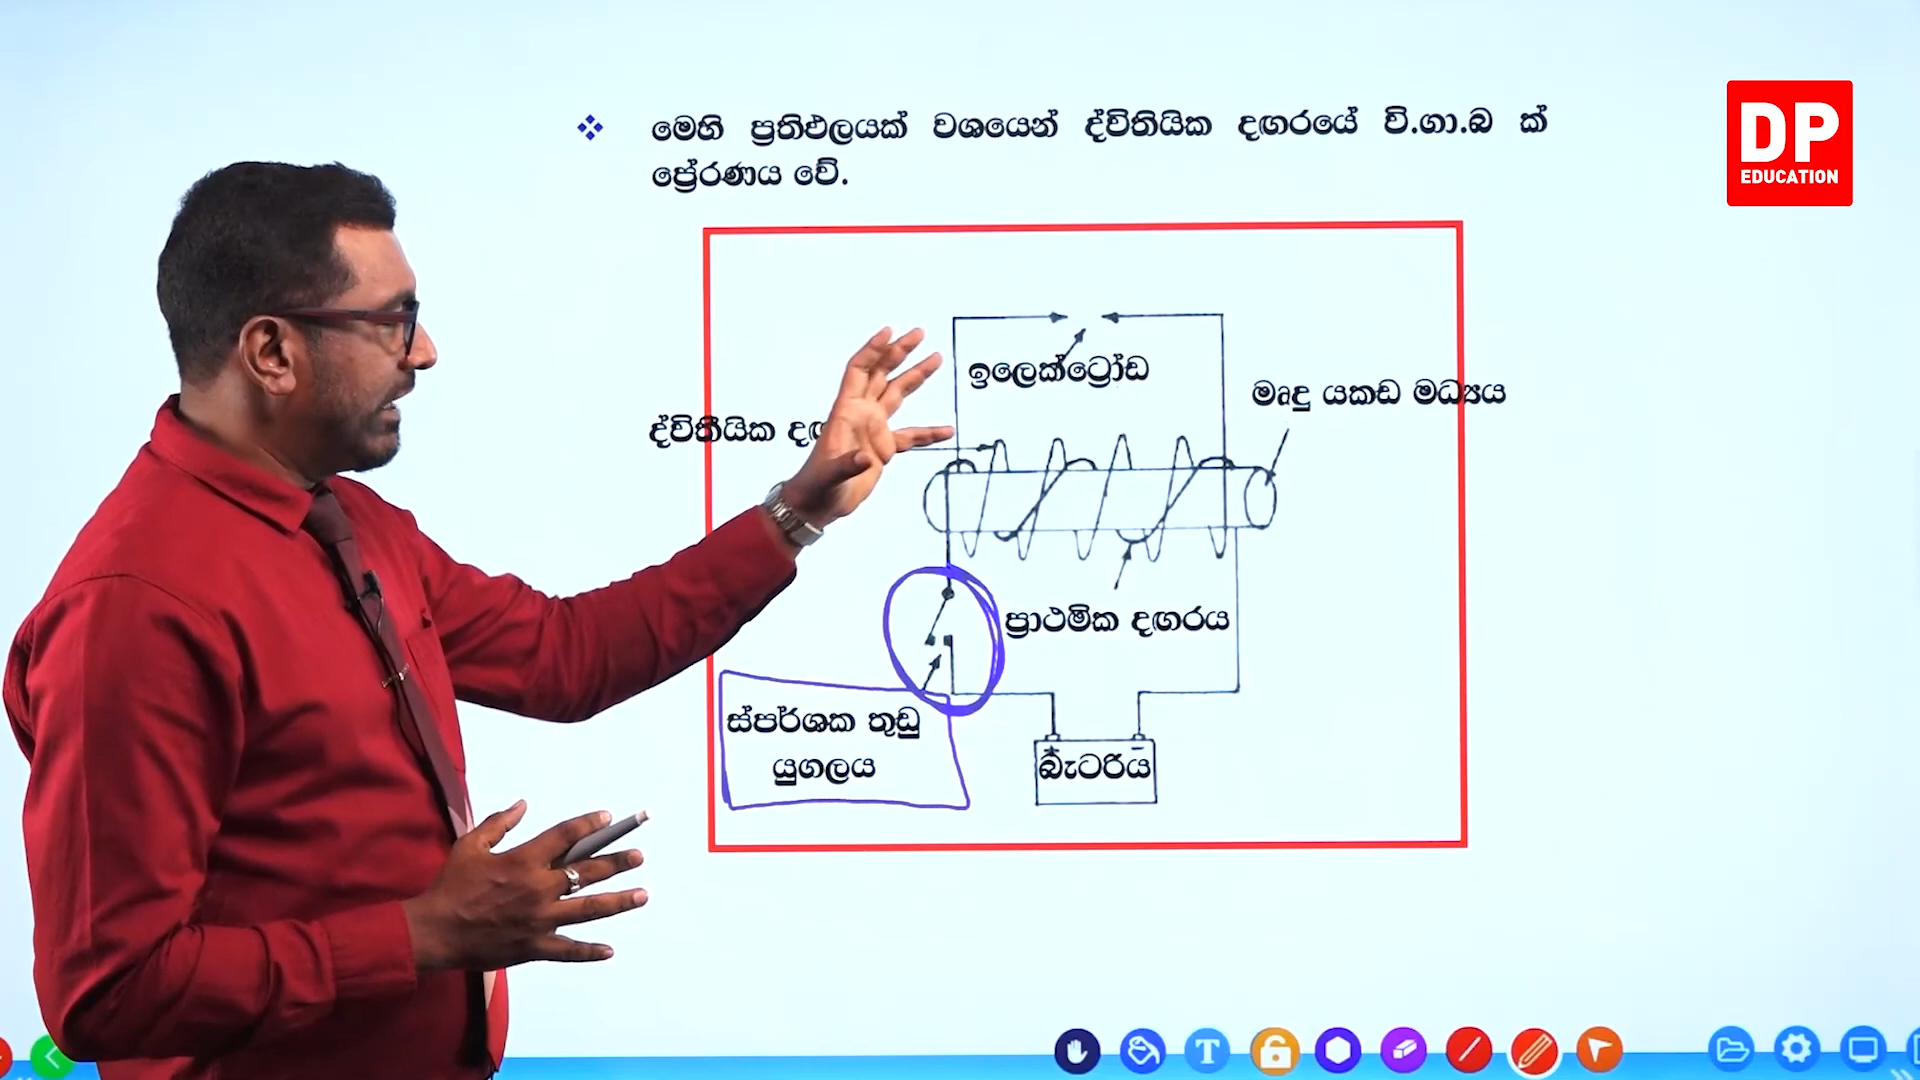 මෙහි ප්‍රතිඵලයක් වශයෙන් ද්විතියික දඟරයේ වි.ගා.බ ක්
ප්‍රේරණය වේ.
DP
EDUCATION
ඉලෙක්ට්‍රෝඩ
මෘදු යකඩ මධ්‍යය
ද්විතීයික
ප්‍රාථමික දඟරය
ස්පර්ශක තුඩු
යුගලය
බැටරිය